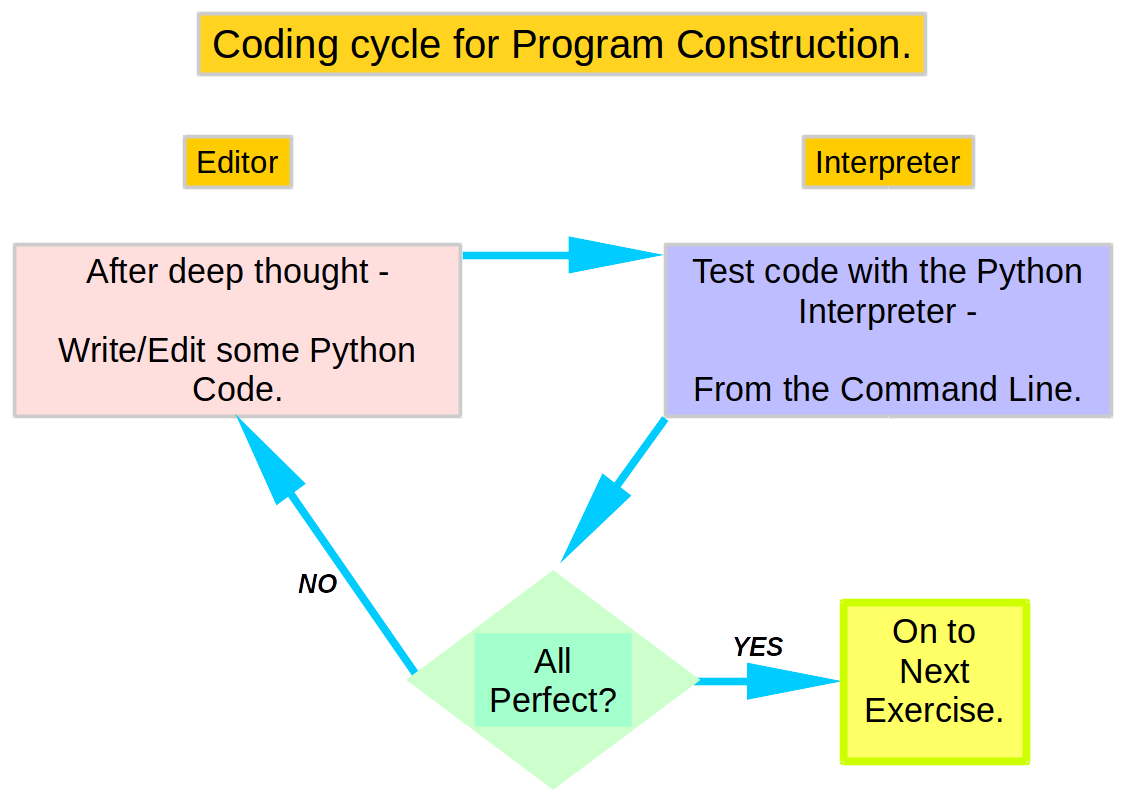 Coding cycle for Program Construction.
Editor
Interpreter
After deep thought -
Write/Edit some Python
Code.
Test code with the Python
Interpreter -
From the Command Line.
NO
All
Perfect?
YES
On to
Next
Exercise.